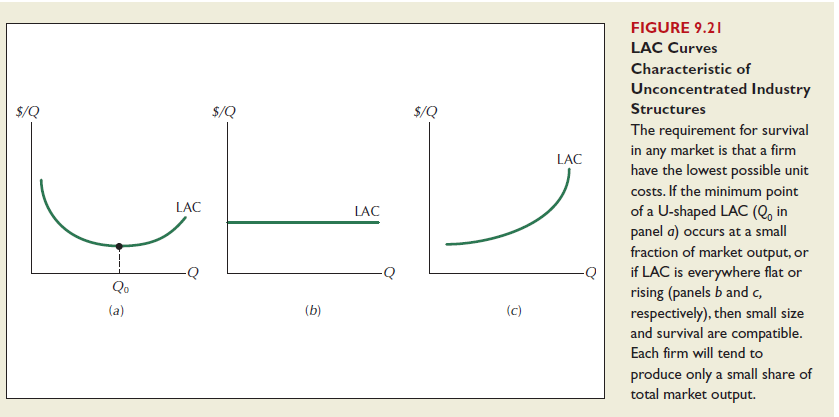 $/Q
$/Q
$/Q
LAC
LAC
LAC
Q
Q
Q
Q0
(a)
(b)
(c)
FIGURE 9.21
LAC Curves
Characteristic of
Unconcentrated Industry
Structures
The requirement for survival
in any market is that a firm
have the lowest possible unit
costs. If the minimum point
of a U-shaped LAC (Q0 in
panel a) occurs at a small
fraction of market output, or
if LAC is everywhere flat or
rising (panels b and c,
respectively), then small size
and survival are compatible.
Each firm will tend to
produce only a small share of
total market output.